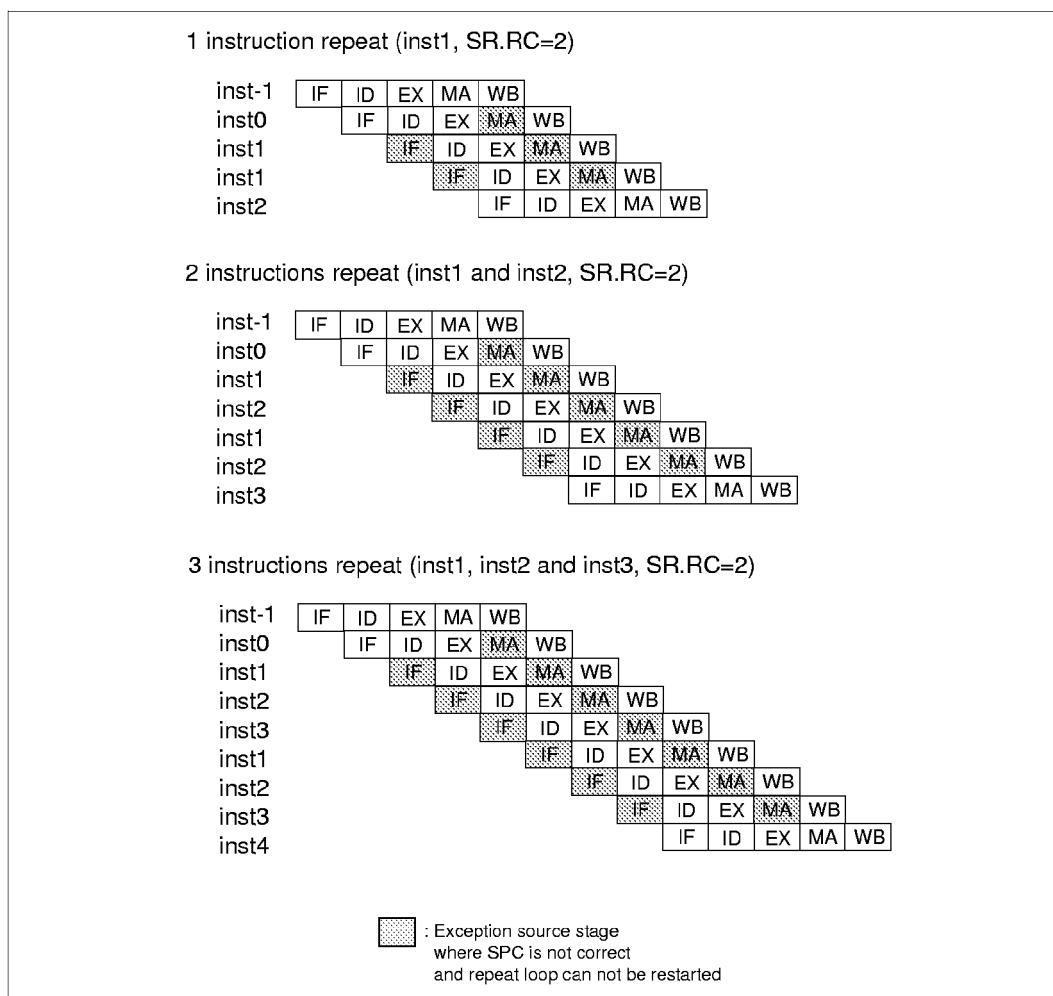 1 instruction repeat (inst1, SR.RC=2)
inst-1 IF ID EX MA WB
inst0 IF ID EX MA WB
inst1 IF ID EX MA WB
inst1 IF ID EX MA WB
inst2 IF ID EX MA WB
2 instructions repeat (inst1 and inst2, SR.RC=2)
inst-1 IF ID EX MA WB
inst0 IF ID EX MA WB
inst1 IF ID EX MA WB
inst2 IF ID EX MA WB
inst1 IF ID EX MA WB
inst2 IF ID EX MA WB
inst3 IF ID EX MA WB
3 instructions repeat (inst1, inst2 and inst3, SR.RC=2)
inst-1 IF ID EX MA WB
inst0 IF ID EX MA WB
inst1 IF ID EX MA WB
inst2 IF ID EX MA WB
inst3 IF ID EX MA WB
inst1 IF ID EX MA WB
inst2 IF ID EX MA WB
inst3 IF ID EX MA WB
inst4 IF ID EX MA WB
: Exception source stage
where SPC is not correct
and repeat loop can not be restarted